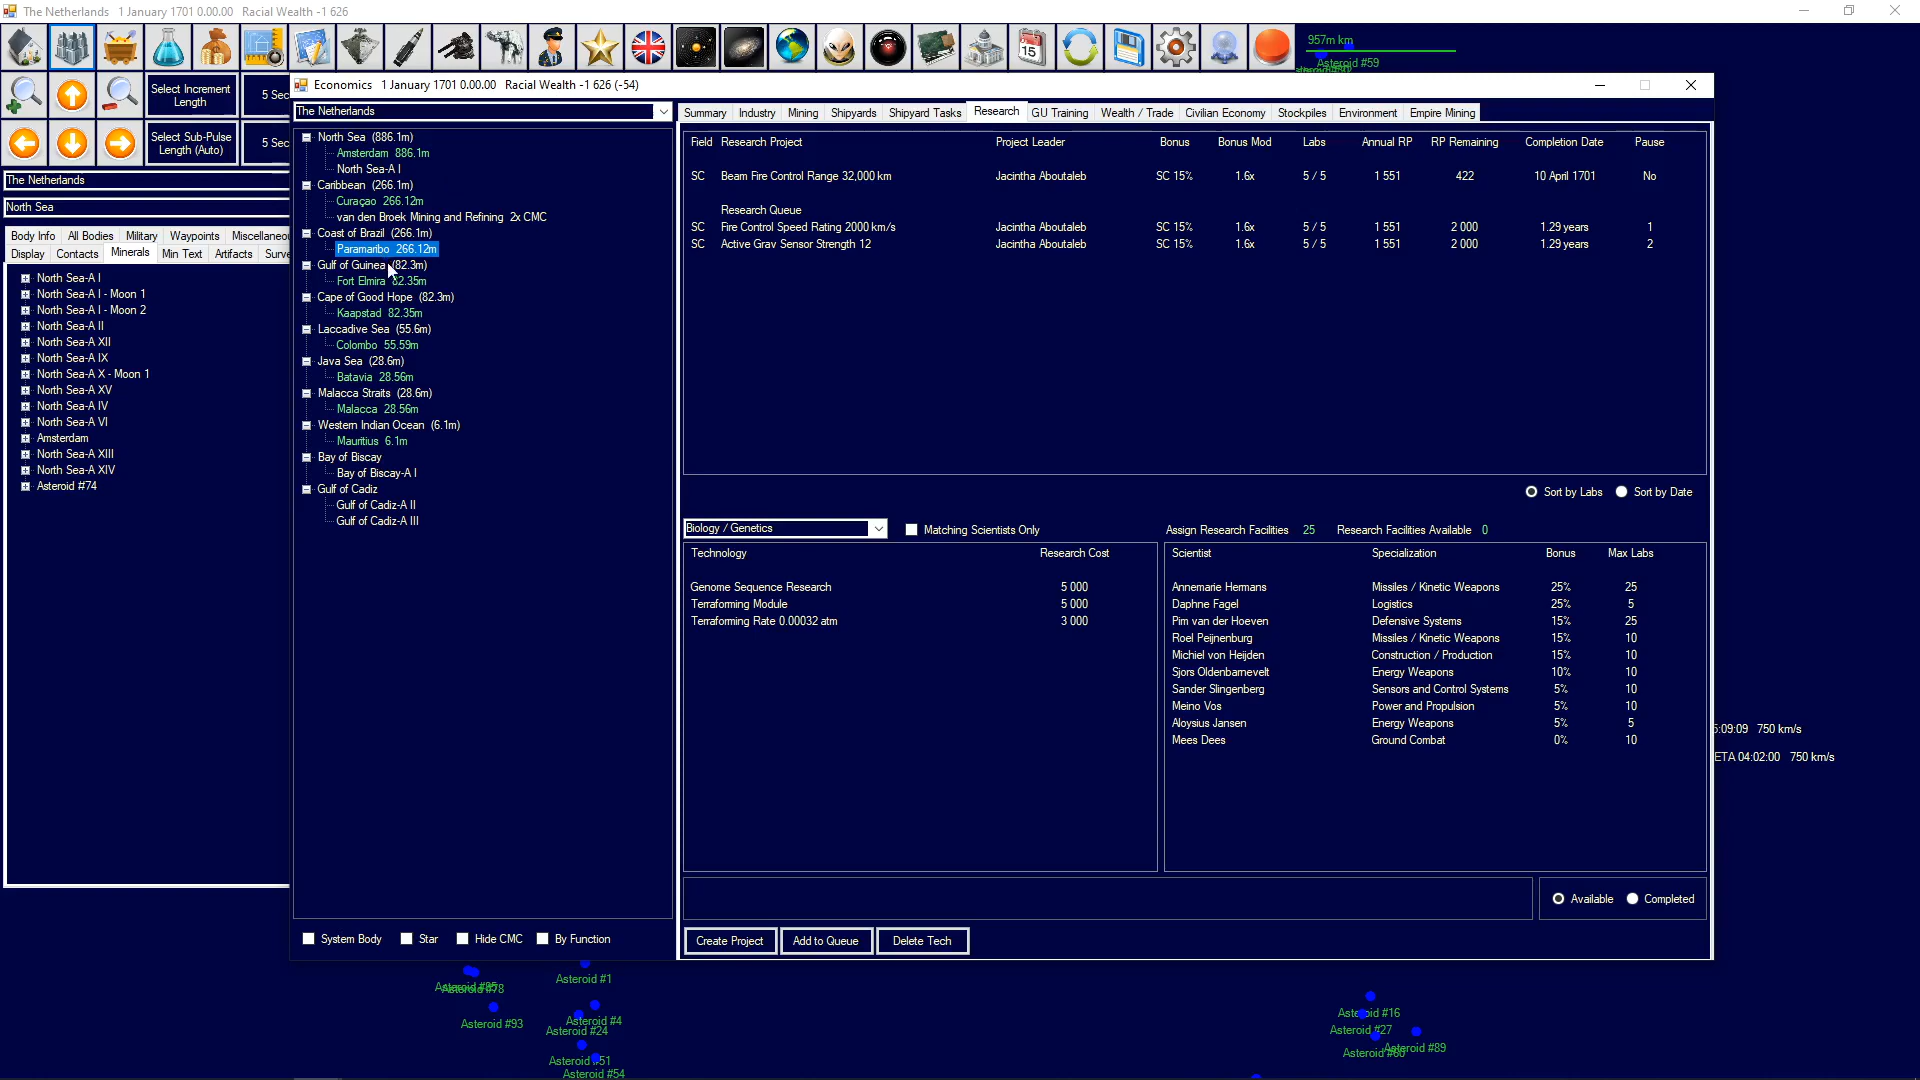 The Netherlands   1 January 1701 0.00.00   Racial Wealth -1 626
957m km
Asteroid #59
Select Increment Length
5 Sec
Select Sub-Pulse Length (Auto)
5 Sec
The Netherlands
North Sea
Body Info   All Bodies   Military   Waypoints   Miscellaneou
Display   Contacts   Minerals   Min Text   Artifacts   Surve
North Sea-A I
North Sea-A I - Moon 1
North Sea-A I - Moon 2
North Sea-A II
North Sea-A XII
North Sea-A IX
North Sea-A X - Moon 1
North Sea-A XV
North Sea-A IV
North Sea-A VI
Amsterdam
North Sea-A XIII
North Sea-A XIV
Asteroid #74
Economics   1 January 1701 0.00.00   Racial Wealth -1 626 (-54)
The Netherlands
North Sea  (886.1m)
Amsterdam  886.1m
North Sea-A I
Caribbean  (266.1m)
Curaçao  266.12m
van den Broek Mining and Refining  2x CMC
Coast of Brazil  (266.1m)
Paramaribo  266.12m
Gulf of Guinea  (82.3m)
Fort Elmira  82.35m
Cape of Good Hope  (82.3m)
Kaapstad  82.35m
Laccadive Sea  (55.6m)
Colombo  55.59m
Java Sea  (28.6m)
Batavia  28.56m
Malacca Straits  (28.6m)
Malacca  28.56m
Western Indian Ocean  (6.1m)
Mauritius  6.1m
Bay of Biscay
Bay of Biscay-A I
Gulf of Cadiz
Gulf of Cadiz-A II
Gulf of Cadiz-A III
System Body   Star   Hide CMC   By Function
Summary   Industry   Mining   Shipyards   Shipyard Tasks   Research   GU Training   Wealth / Trade   Civilian Economy   Stockpiles   Environment   Empire Mining
Field   Research Project   Project Leader   Bonus   Bonus Mod   Labs   Annual RP   RP Remaining   Completion Date   Pause
SC   Beam Fire Control Range 32,000 km   Jacintha Aboutaleb   SC 15%   1.6x   5 / 5   1 551   422   10 April 1701   No
Research Queue
SC   Fire Control Speed Rating 2000 km/s   Jacintha Aboutaleb   SC 15%   1.6x   5 / 5   1 551   2 000   1.29 years   1
SC   Active Grav Sensor Strength 12   Jacintha Aboutaleb   SC 15%   1.6x   5 / 5   1 551   2 000   1.29 years   2
Sort by Labs   Sort by Date
Biology / Genetics   Matching Scientists Only   Assign Research Facilities   25   Research Facilities Available   0
Technology   Research Cost
Genome Sequence Research   5 000
Terraforming Module   5 000
Terraforming Rate 0.00032 atm   3 000
Scientist   Specialization   Bonus   Max Labs
Annemarie Hermans   Missiles / Kinetic Weapons   25%   25
Daphne Fagel   Logistics   25%   5
Pim van der Hoeven   Defensive Systems   15%   25
Roel Peijnenburg   Missiles / Kinetic Weapons   15%   10
Michiel von Heijden   Construction / Production   15%   10
Sjors Oldenbarnevelt   Energy Weapons   10%   10
Sander Slingenberg   Sensors and Control Systems   5%   10
Meino Vos   Power and Propulsion   5%   10
Aloysius Jansen   Energy Weapons   5%   5
Mees Dees   Ground Combat   0%   10
Available   Completed
Create Project   Add to Queue   Delete Tech
5:09:09   750 km/s
ETA 04:02:00   750 km/s
Asteroid #1
Asteroid #93
Asteroid #4
Asteroid #24
Asteroid #51
Asteroid #54
Asteroid #16
Asteroid #27
Asteroid #89